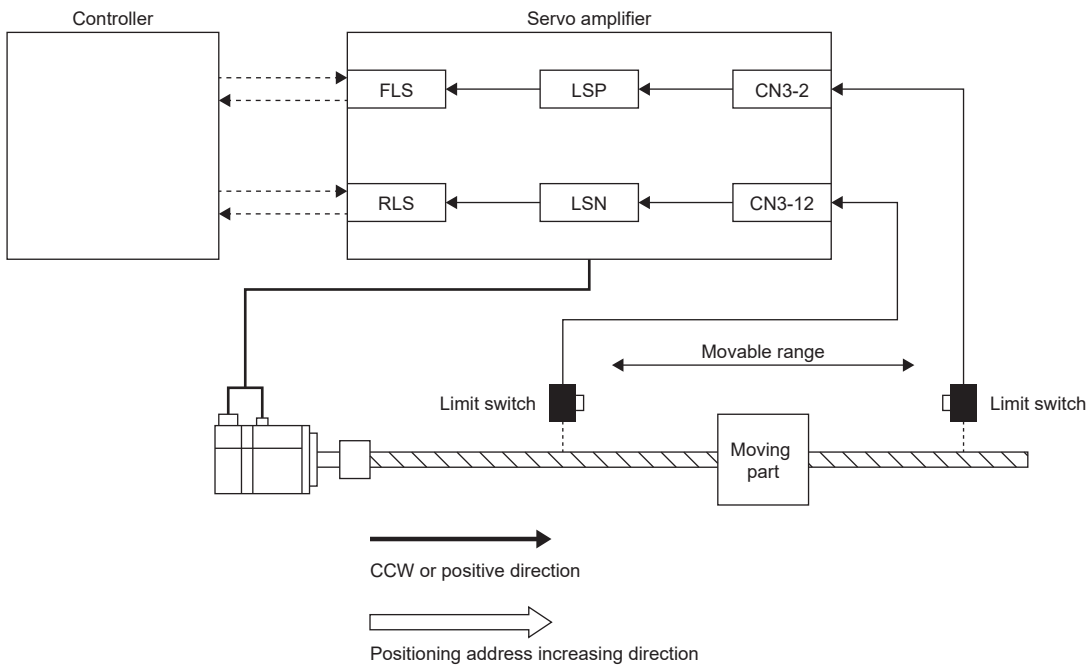 Controller
Servo amplifier
FLS
LSP
CN3-2
RLS
LSN
CN3-12
Movable range
Limit switch
Limit switch
Moving
part
CCW or positive direction
Positioning address increasing direction